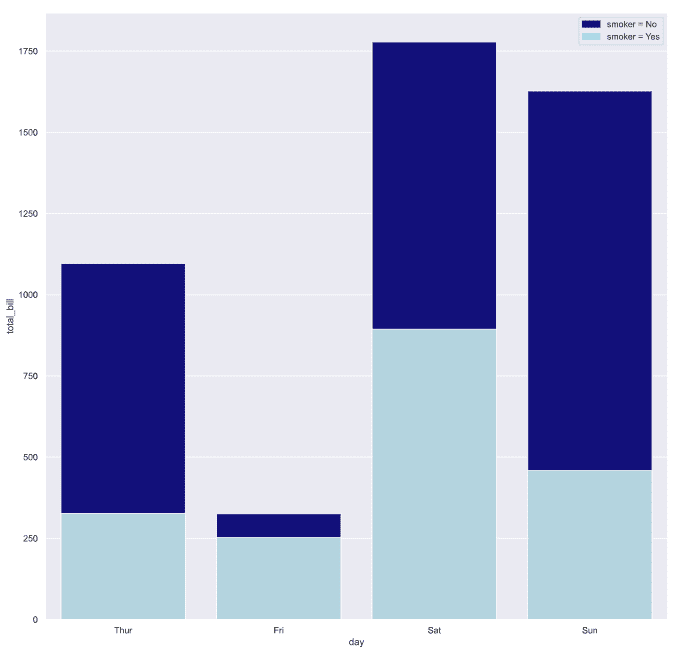 smoker = No
smoker = Yes
1750
1500
1250
1000
750
500
250
0
total_bill
Thur Fri Sat Sun
day